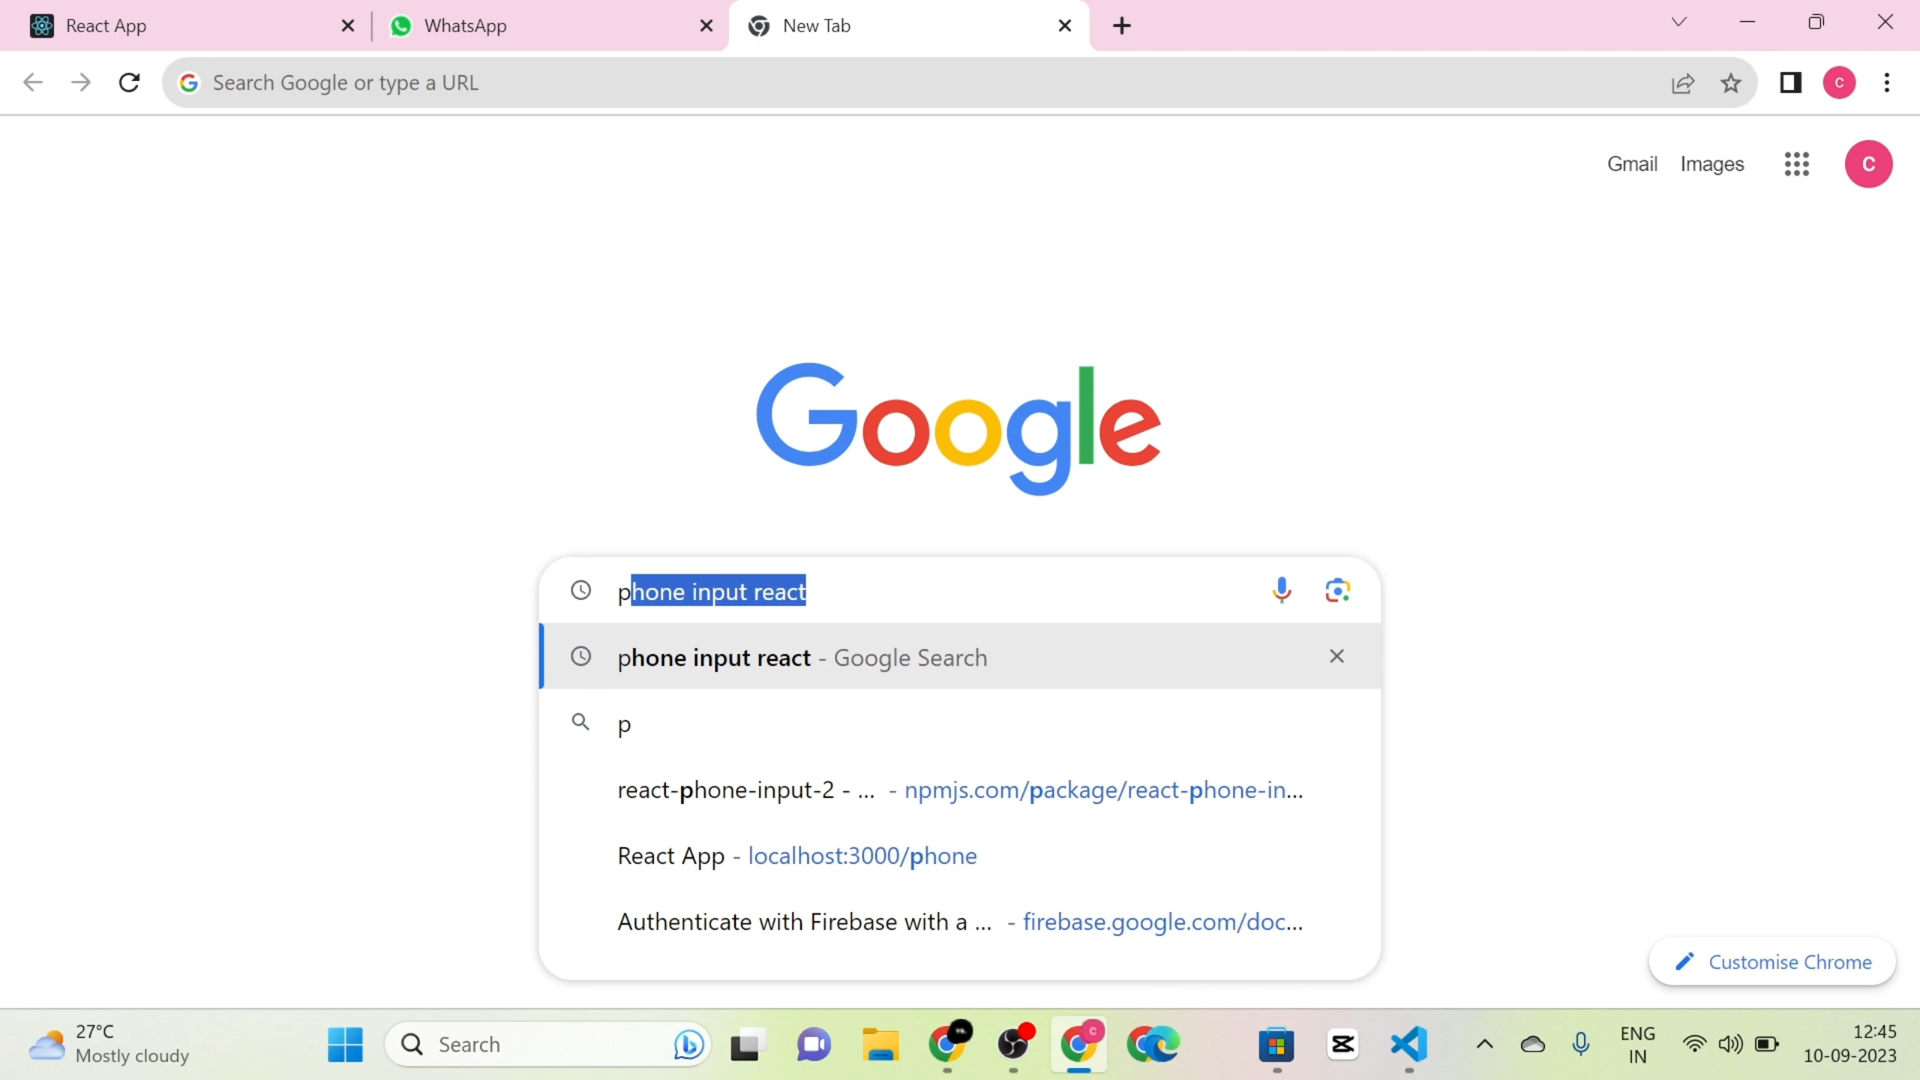 React App
WhatsApp
New Tab
Search Google or type a URL
C
Gmail
Images
C
Google
phone input react
phone input react - Google Search
p
react-phone-input-2 - ... - npmjs.com/package/react-phone-in...
React App - localhost:3000/phone
Authenticate with Firebase with a ... - firebase.google.com/doc...
Customise Chrome
27°C
Mostly cloudy
Search
C
ENG
IN
12:45
10-09-2023